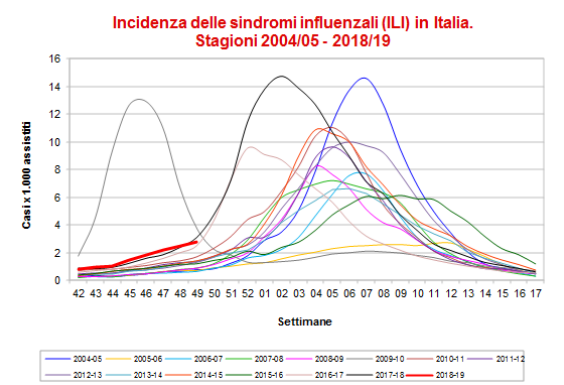 Incidenza delle sindromi influenzali (ILI) in Italia.
Stagioni 2004/05 - 2018/19
Casi x 1.000 assistiti
16
14
12
10
8
6
4
2
0
42 43 44 45 46 47 48 49 50 51 52 01 02 03 04 05 06 07 08 09 10 11 12 13 14 15 16 17
Settimane
2004-05 2005-06 2006-07 2007-08 2008-09 2009-10 2010-11 2011-12
2012-13 2013-14 2014-15 2015-16 2016-17 2017-18 2018-19